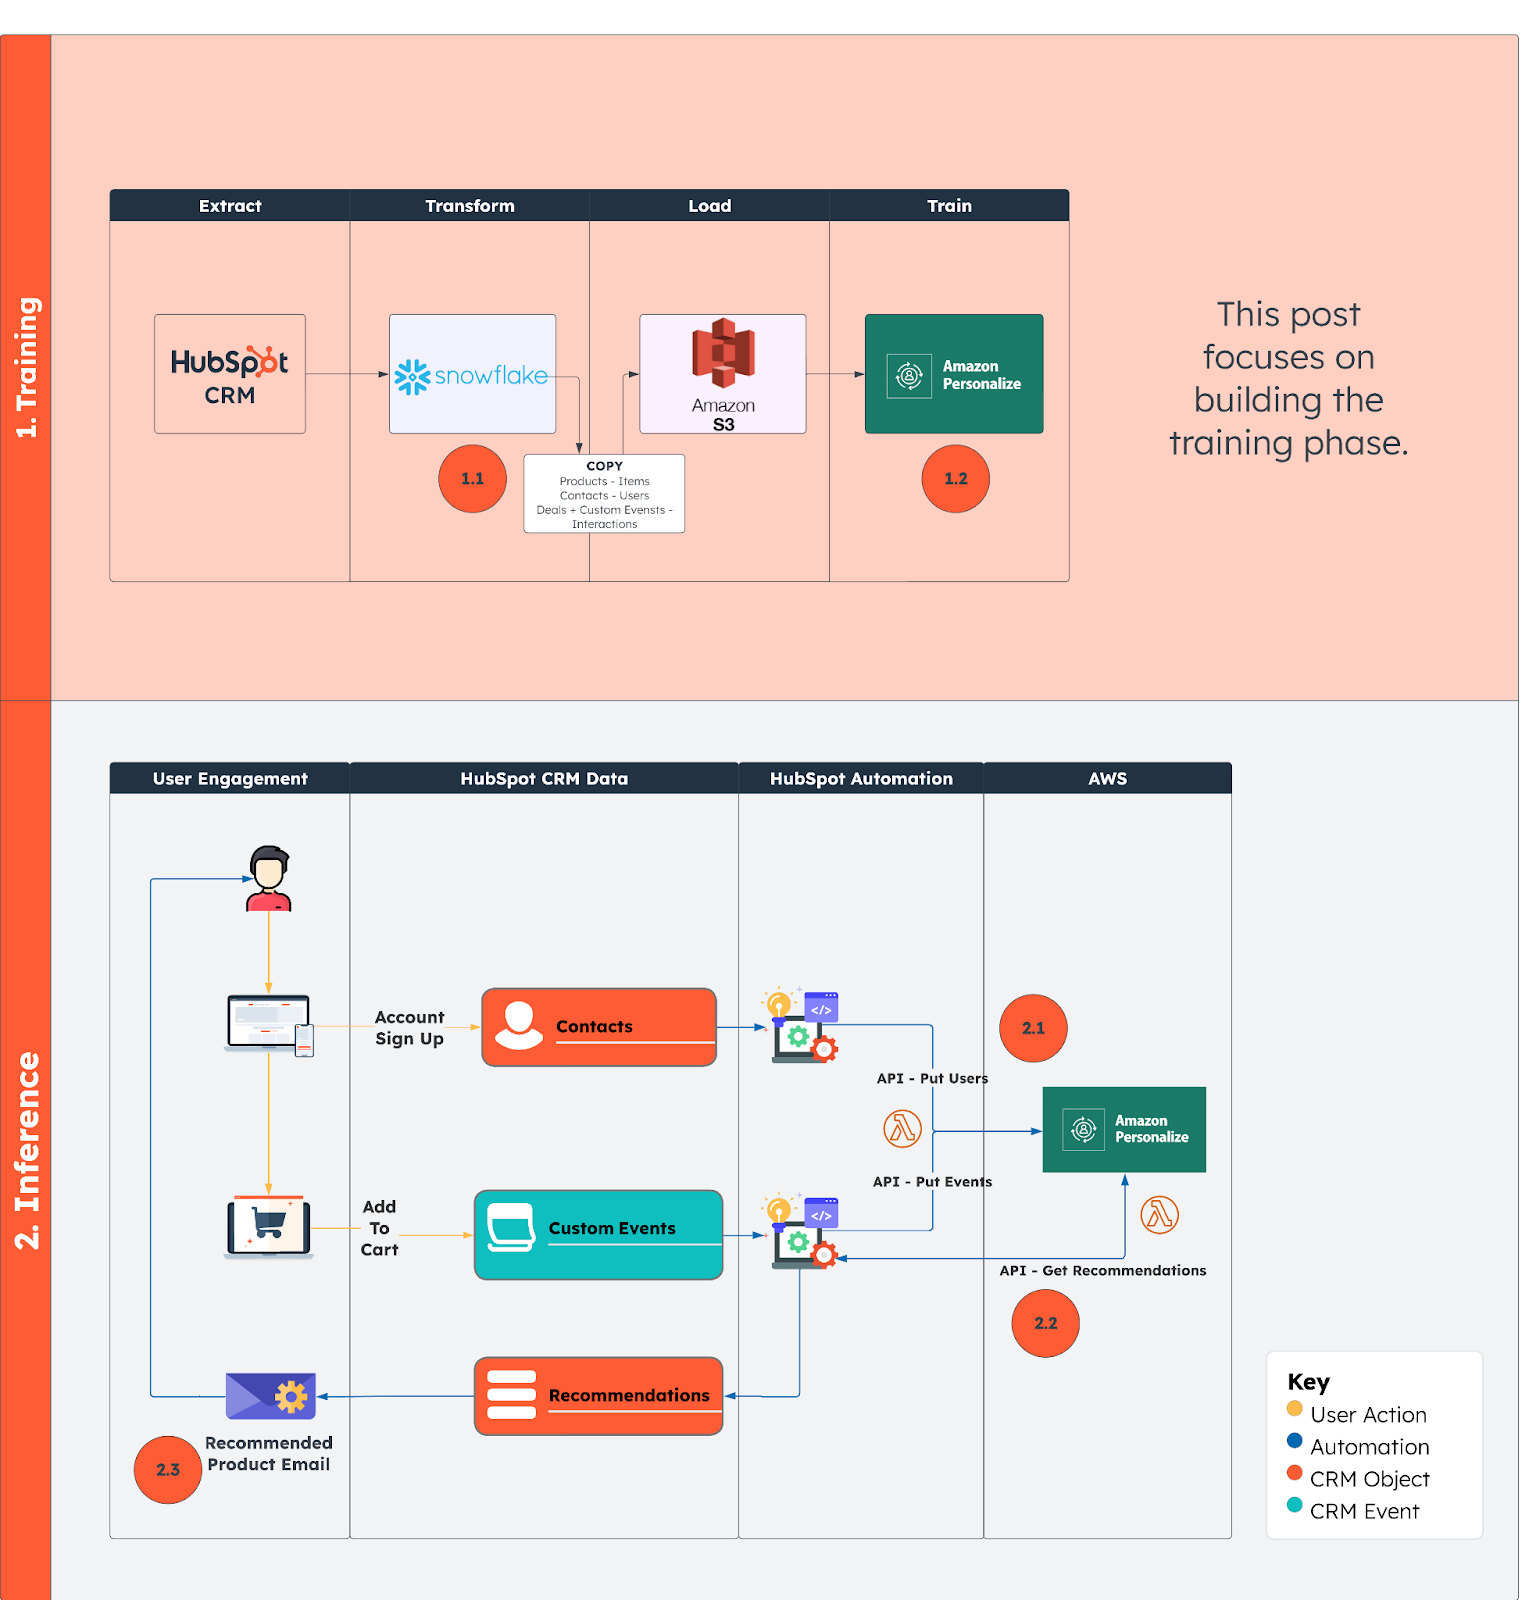 1. Training
Extract
Transform
Load
Train
HubSpot
CRM
snowflake
Amazon
S3
Amazon
Personalize
1.1
COPY
Products - Items
Contacts - Users
Deals + Custom Evensts -
Interactions
1.2
This post
focuses on
building the
training phase.
2. Inference
User Engagement
HubSpot CRM Data
HubSpot Automation
AWS
Account
Sign Up
Contacts
</>
2.1
API - Put Users
Amazon
Personalize
API - Put Events
Add
To
Cart
Custom Events
</>
API - Get Recommendations
2.2
Recommendations
Recommended
Product Email
2.3
Key
User Action
Automation
CRM Object
CRM Event